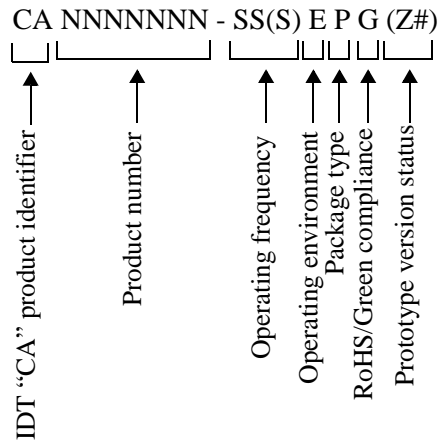 CA NNNNNNN - SS(S) E P G (Z#)
IDT “CA” product identifier
Product number
Operating frequency
Operating environment
Package type
RoHS/Green compliance
Prototype version status